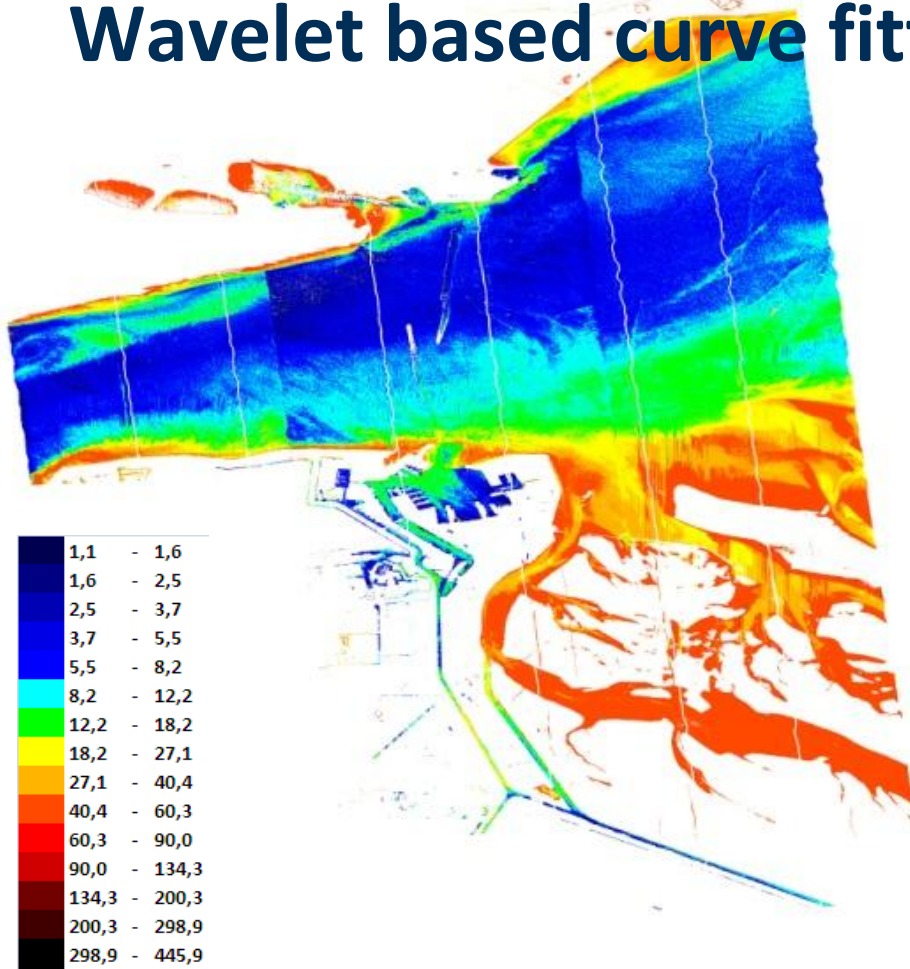 Wavelet based curve fit
1,1 - 1,6
1,6 - 2,5
2,5 - 3,7
3,7 - 5,5
5,5 - 8,2
8,2 - 12,2
12,2 - 18,2
18,2 - 27,1
27,1 - 40,4
40,4 - 60,3
60,3 - 90,0
90,0 - 134,3
134,3 - 200,3
200,3 - 298,9
298,9 - 445,9